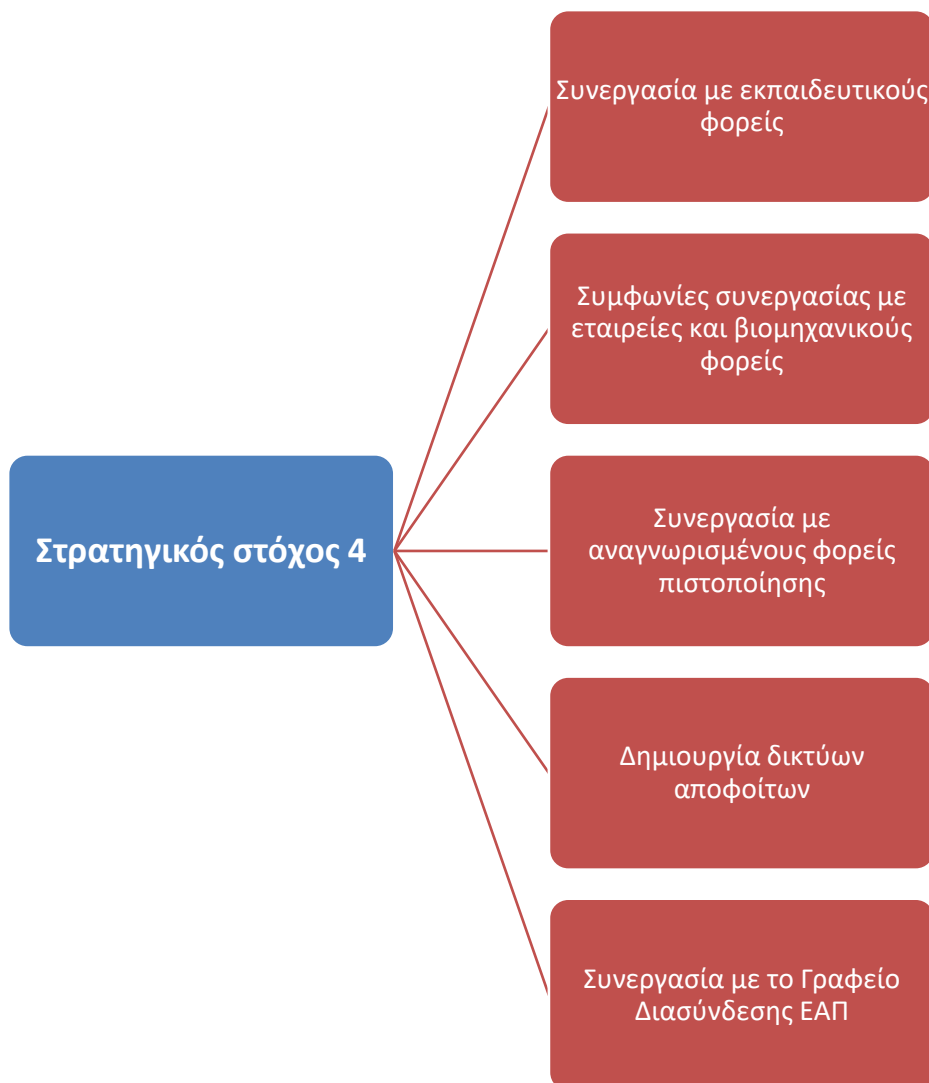 Συνεργασία με εκπαιδευτικούς
φορείς
Συμφωνίες συνεργασίας με
εταιρείες και βιομηχανικούς
φορείς
Στρατηγικός στόχος 4
Συνεργασία με
αναγνωρισμένους φορείς
πιστοποίησης
Δημιουργία δικτύων
αποφοίτων
Συνεργασία με το Γραφείο
Διασύνδεσης ΕΑΠ